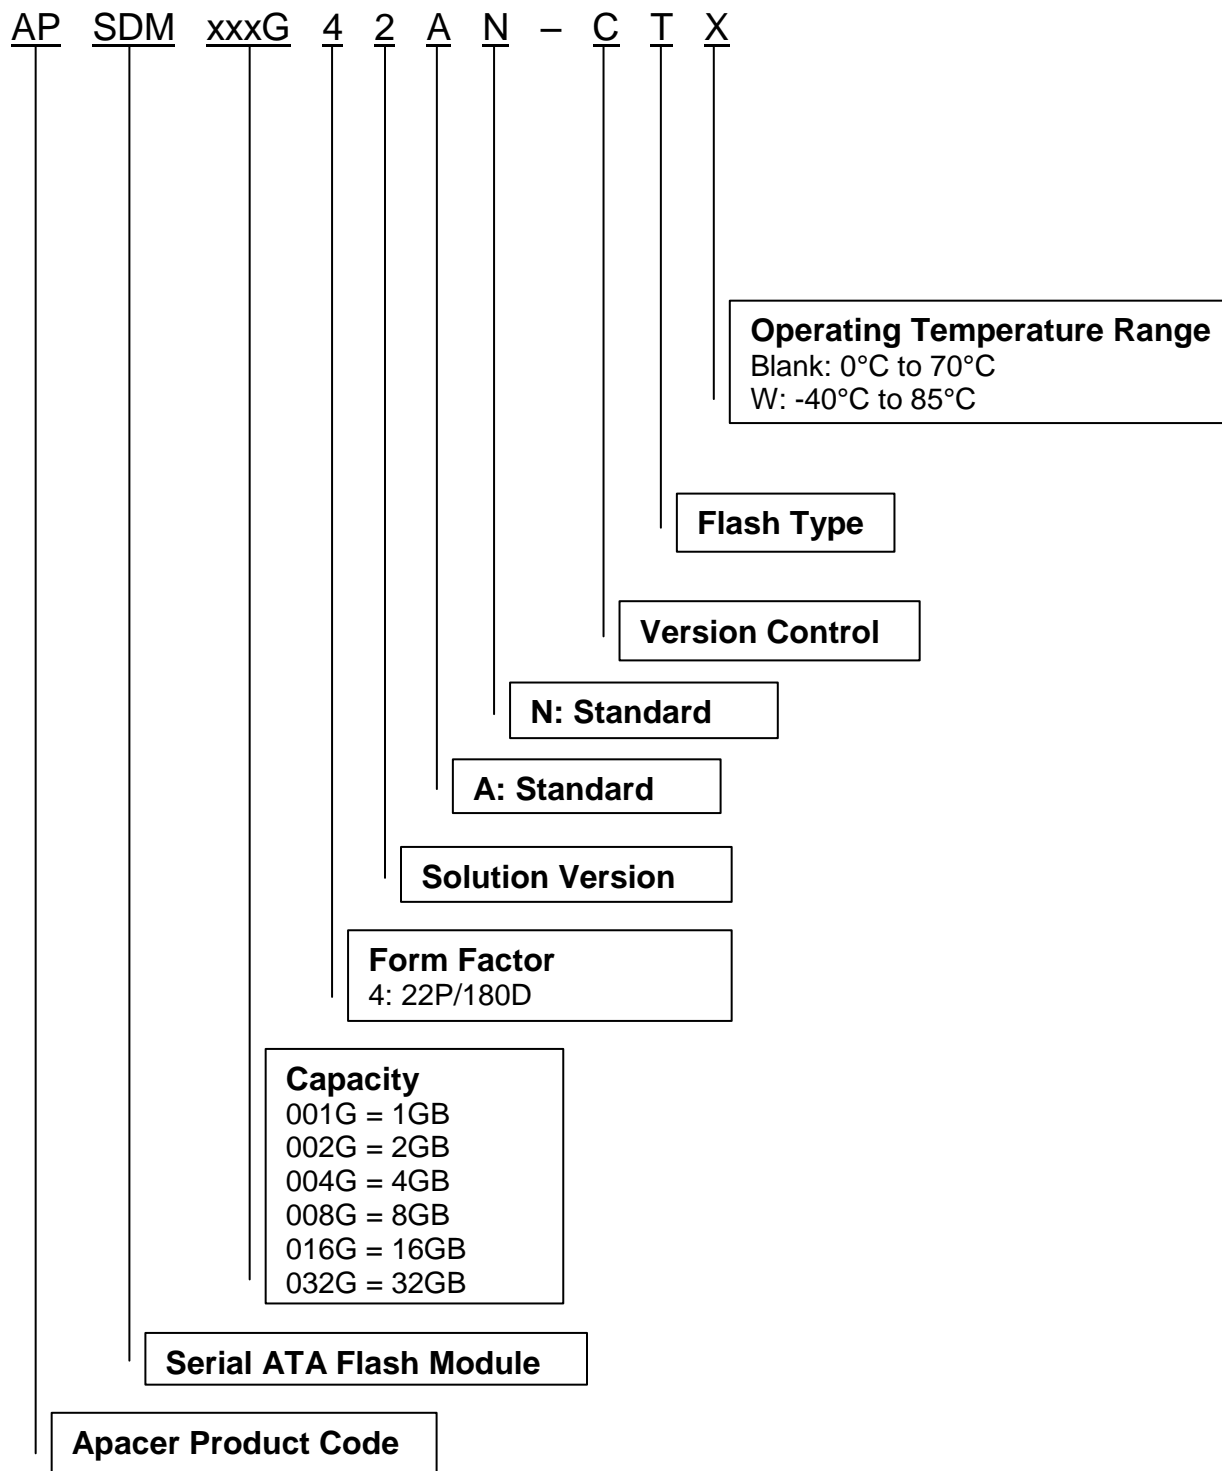 AP SDM xxxG 4 2 A N – C T X
Operating Temperature Range
Blank: 0°C to 70°C
W: -40°C to 85°C
Flash Type
Version Control
N: Standard
A: Standard
Solution Version
Form Factor
4: 22P/180D
Capacity
001G = 1GB
002G = 2GB
004G = 4GB
008G = 8GB
016G = 16GB
032G = 32GB
Serial ATA Flash Module
Apacer Product Code